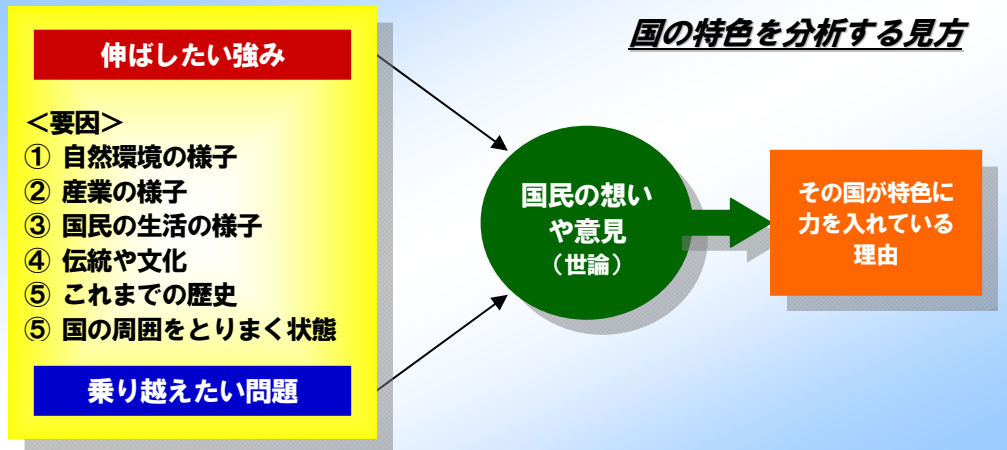 国の特色を分析する見方
伸ばしたい強み
＜要因＞
① 自然環境の様子
② 産業の様子
③ 国民の生活の様子
④ 伝統や文化
⑤ これまでの歴史
⑤ 国の周囲をとりまく状態
乗り越えたい問題
国民の想い
や意見
（世論）
その国が特色に
力を入れている
理由